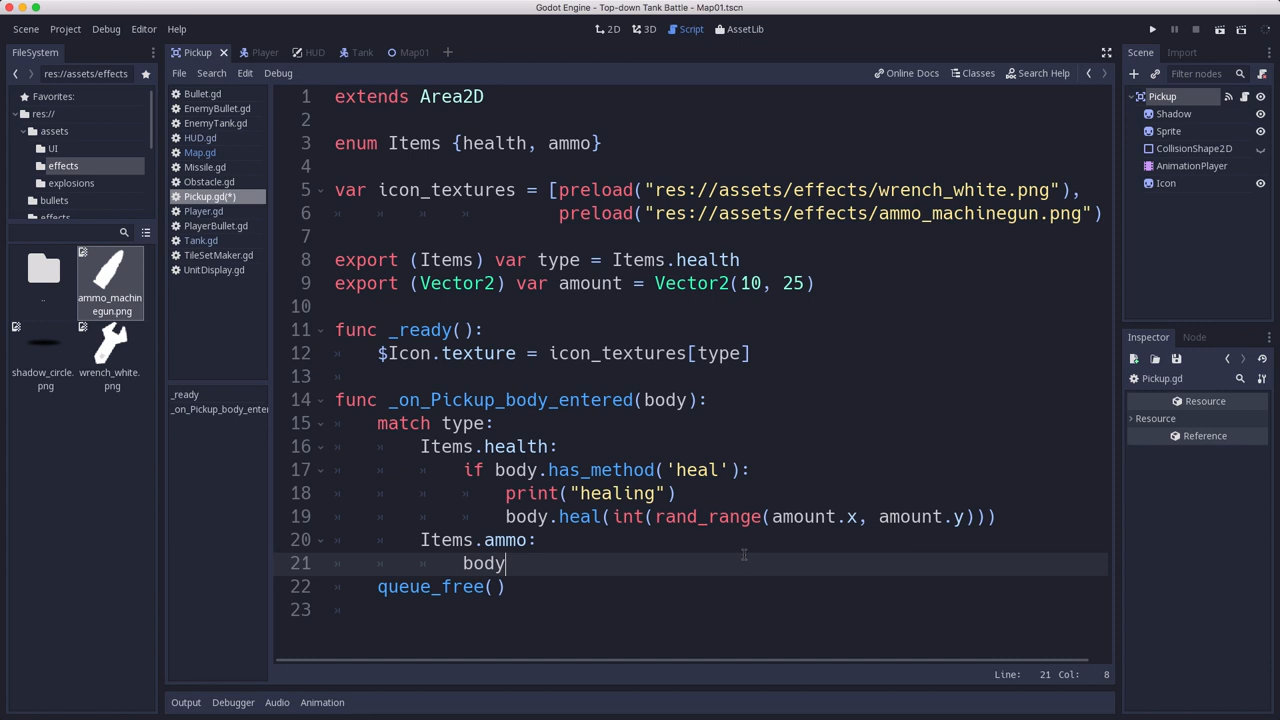 Godot Engine - Top-down Tank Battle - Map01.tscn
Scene Project Debug Editor Help
2D 3D Script AssetLib
FileSystem
res://assets/effects
Favorites:
res://
assets
UI
effects
explosions
bullets
effects
..
ammo_machin
egun.png
shadow_circle.
png
wrench_white.
png
Pickup Player HUD Tank Map01
File Search Edit Debug
Online Docs Classes Search Help
Bullet.gd
EnemyBullet.gd
EnemyTank.gd
HUD.gd
Map.gd
Missile.gd
Obstacle.gd
Pickup.gd(*)
Player.gd
PlayerBullet.gd
Tank.gd
TileSetMaker.gd
UnitDisplay.gd
_ready
_on_Pickup_body_enter
1 extends Area2D
2
3 enum Items {health, ammo}
4
5 var icon_textures = [preload("res://assets/effects/wrench_white.png"),
6 preload("res://assets/effects/ammo_machinegun.png")
7
8 export (Items) var type = Items.health
9 export (Vector2) var amount = Vector2(10, 25)
10
11 func _ready():
12 $Icon.texture = icon_textures[type]
13
14 func _on_Pickup_body_entered(body):
15 match type:
16 Items.health:
17 if body.has_method('heal'):
18 print("healing")
19 body.heal(int(rand_range(amount.x, amount.y)))
20 Items.ammo:
21 body
22 queue_free()
23
Line: 21 Col: 8
Output Debugger Audio Animation
Scene Import
Filter nodes
Pickup
Shadow
Sprite
CollisionShape2D
AnimationPlayer
Icon
Inspector Node
Pickup.gd
Resource
Resource
Reference